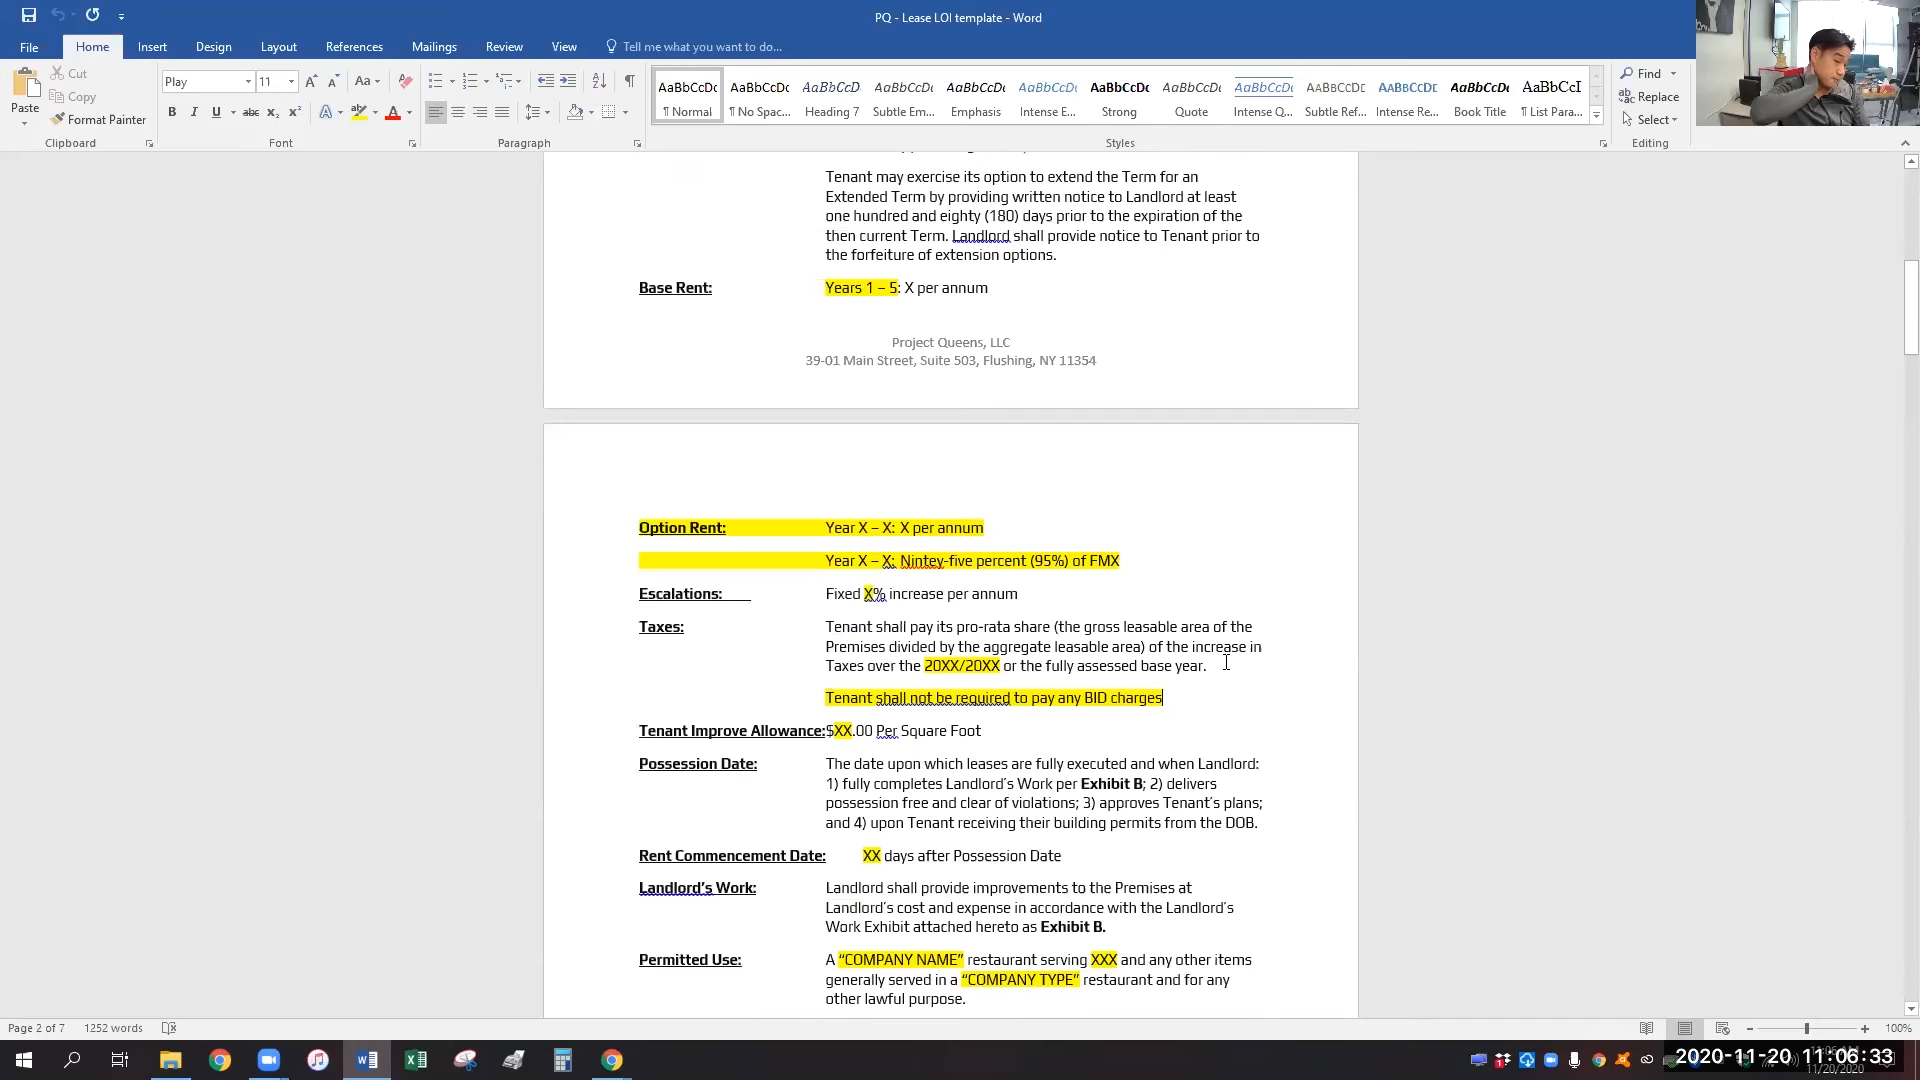 PQ - Lease LOI template - Word
File Home Insert Design Layout References Mailings Review View Tell me what you want to do...
Paste
Cut
Copy
Format Painter
Clipboard
Play 11
Font
Paragraph
AaBbCcDc AaBbCcDc AaBbCcD AaBbCcDc AaBbCcDc AaBbCcDc AaBbCcDc AaBbCcDc AaBbCcDc AaBbCcDc AaBbCcDc AaBbCcDc AaBbCcI
¶ Normal ¶ No Spac... Heading 7 Subtle Em... Emphasis Intense E... Strong Quote Intense Q... Subtle Ref... Intense Re... Book Title ¶ List Para...
Styles
Find
Replace
Select
Editing
Tenant may exercise its option to extend the Term for an
Extended Term by providing written notice to Landlord at least
one hundred and eighty (180) days prior to the expiration of the
then current Term. Landlord shall provide notice to Tenant prior to
the forfeiture of extension options.
Base Rent: Years 1 – 5: X per annum
Project Queens, LLC
39-01 Main Street, Suite 503, Flushing, NY 11354
Option Rent: Year X – X: X per annum
Year X – X: Nintey-five percent (95%) of FMX
Escalations: Fixed X% increase per annum
Taxes: Tenant shall pay its pro-rata share (the gross leasable area of the
Premises divided by the aggregate leasable area) of the increase in
Taxes over the 20XX/20XX or the fully assessed base year.
Tenant shall not be required to pay any BID charges
Tenant Improve Allowance: $XX.00 Per Square Foot
Possession Date: The date upon which leases are fully executed and when Landlord:
1) fully completes Landlord's Work per Exhibit B; 2) delivers
possession free and clear of violations; 3) approves Tenant's plans;
and 4) upon Tenant receiving their building permits from the DOB.
Rent Commencement Date: XX days after Possession Date
Landlord's Work: Landlord shall provide improvements to the Premises at
Landlord's cost and expense in accordance with the Landlord's
Work Exhibit attached hereto as Exhibit B.
Permitted Use: A “COMPANY NAME” restaurant serving XXX and any other items
generally served in a “COMPANY TYPE” restaurant and for any
other lawful purpose.
Page 2 of 7 1252 words 100%
2020-11-20 11:06:33
11/20/2020